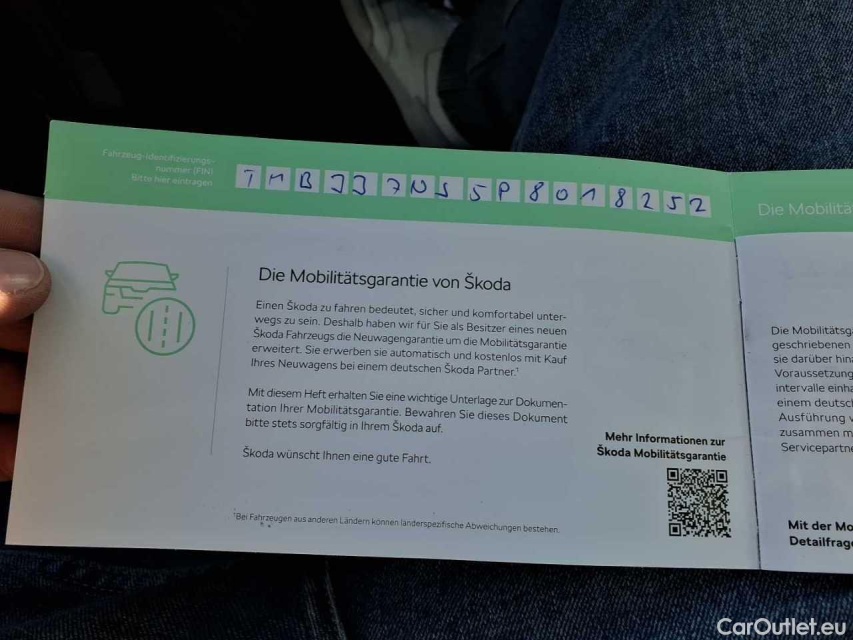 Fahrzeug-Identifizierungs-
nummer (FIN)
Bitte hier eintragen
TMBJJ7NS5P8018252
Die Mobilitä
Die Mobilitätsgarantie von Škoda
Einen Škoda zu fahren bedeutet, sicher und komfortabel unter-
wegs zu sein. Deshalb haben wir für Sie als Besitzer eines neuen
Škoda Fahrzeugs die Neuwagengarantie um die Mobilitätsgarantie
erweitert. Sie erwerben sie automatisch und kostenlos mit Kauf
Ihres Neuwagens bei einem deutschen Škoda Partner.¹
Mit diesem Heft erhalten Sie eine wichtige Unterlage zur Dokumen-
tation Ihrer Mobilitätsgarantie. Bewahren Sie dieses Dokument
bitte stets sorgfältig in Ihrem Škoda auf.
Škoda wünscht Ihnen eine gute Fahrt.
Mehr Informationen zur
Škoda Mobilitätsgarantie
¹Bei Fahrzeugen aus anderen Ländern können länderspezifische Abweichungen bestehen.
Die Mobilitätsg
geschriebenen
sie darüber hin
Voraussetzung
intervalle einha
einem deutsch
Ausführung v
zusammen m
Servicepartne
Mit der Mo
Detailfrage
CarOutlet.eu